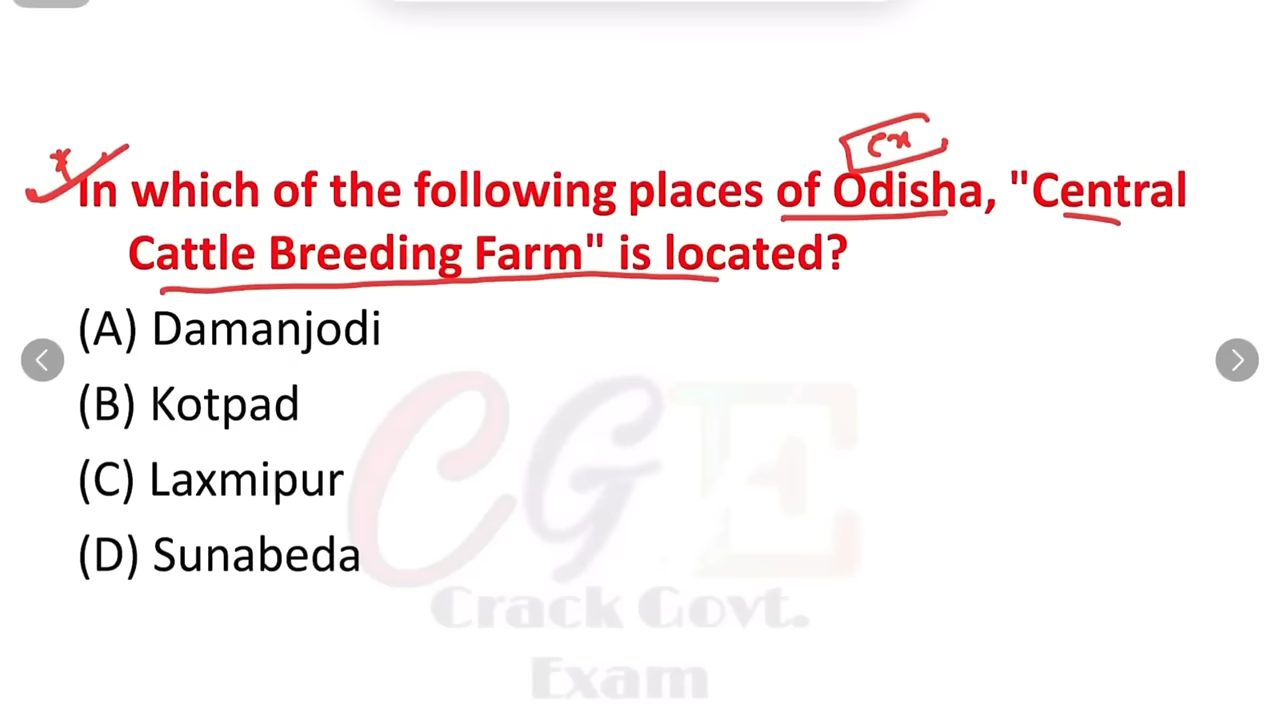 In which of the following places of Odisha, "Central
Cattle Breeding Farm" is located?
(A) Damanjodi
(B) Kotpad
(C) Laxmipur
(D) Sunabeda
CGE
Crack Govt.
Exam